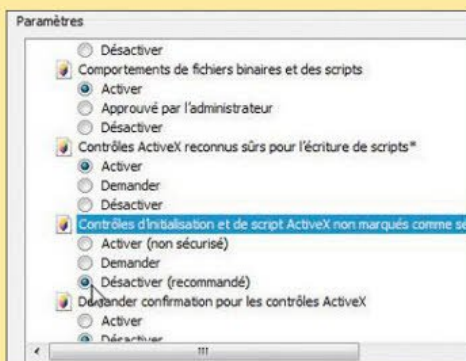 Paramètres
Désactiver
Comportements de fichiers binaires et des scripts
Activer
Approuvé par l'administrateur
Désactiver
Contrôles ActiveX reconnus sûrs pour l'écriture de scripts*
Activer
Demander
Désactiver
Contrôles d'initialisation et de script ActiveX non marqués comme sé
Activer (non sécurisé)
Demander
Désactiver (recommandé)
Demander confirmation pour les contrôles ActiveX
Activer
Désactiver